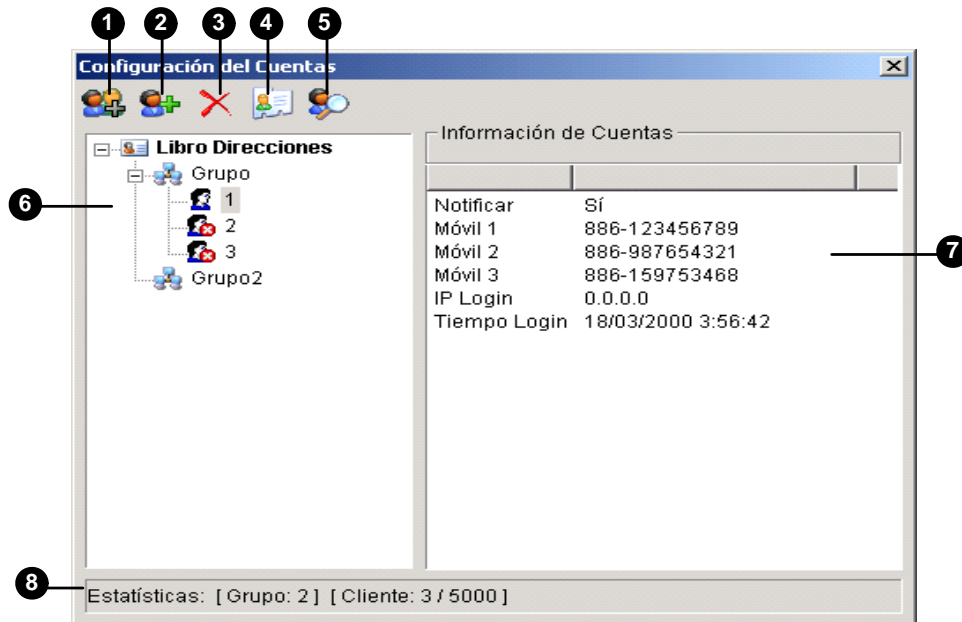 1 2 3 4 5
Configuración del Cuentas
Libro Direcciones
Grupo
1
2
3
Grupo2
6
Información de Cuentas
Notificar Sí
Móvil 1 886-123456789
Móvil 2 886-987654321
Móvil 3 886-159753468
IP Login 0.0.0.0
Tiempo Login 18/03/2000 3:56:42
7
8
Estatísticas: [ Grupo: 2 ] [ Cliente: 3 / 5000 ]